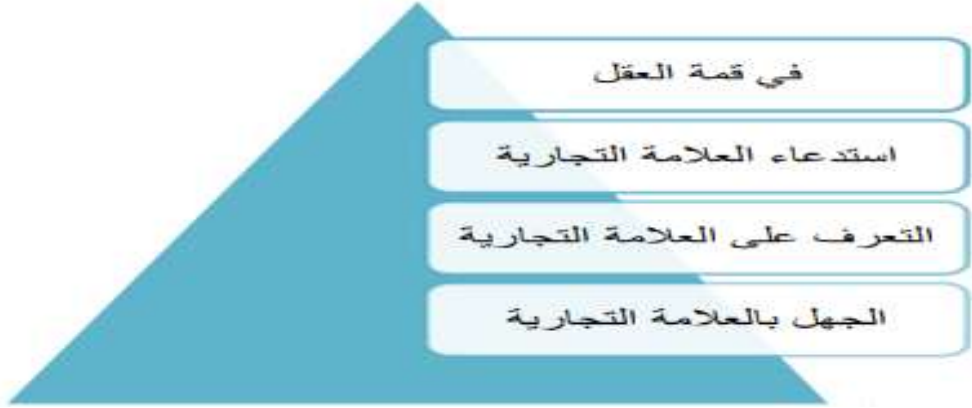 في قمة العقل
استدعاء العلامة التجارية
التعرف على العلامة التجارية
الجهل بالعلامة التجارية